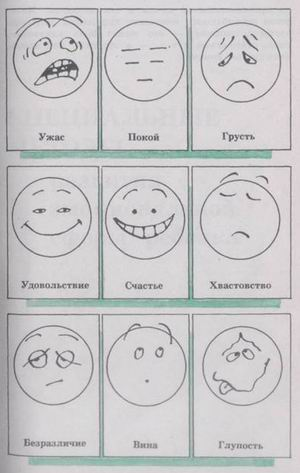 Ужас Покой Грусть
Удовольствие Счастье Хвастовство
Безразличие Вина Глупость